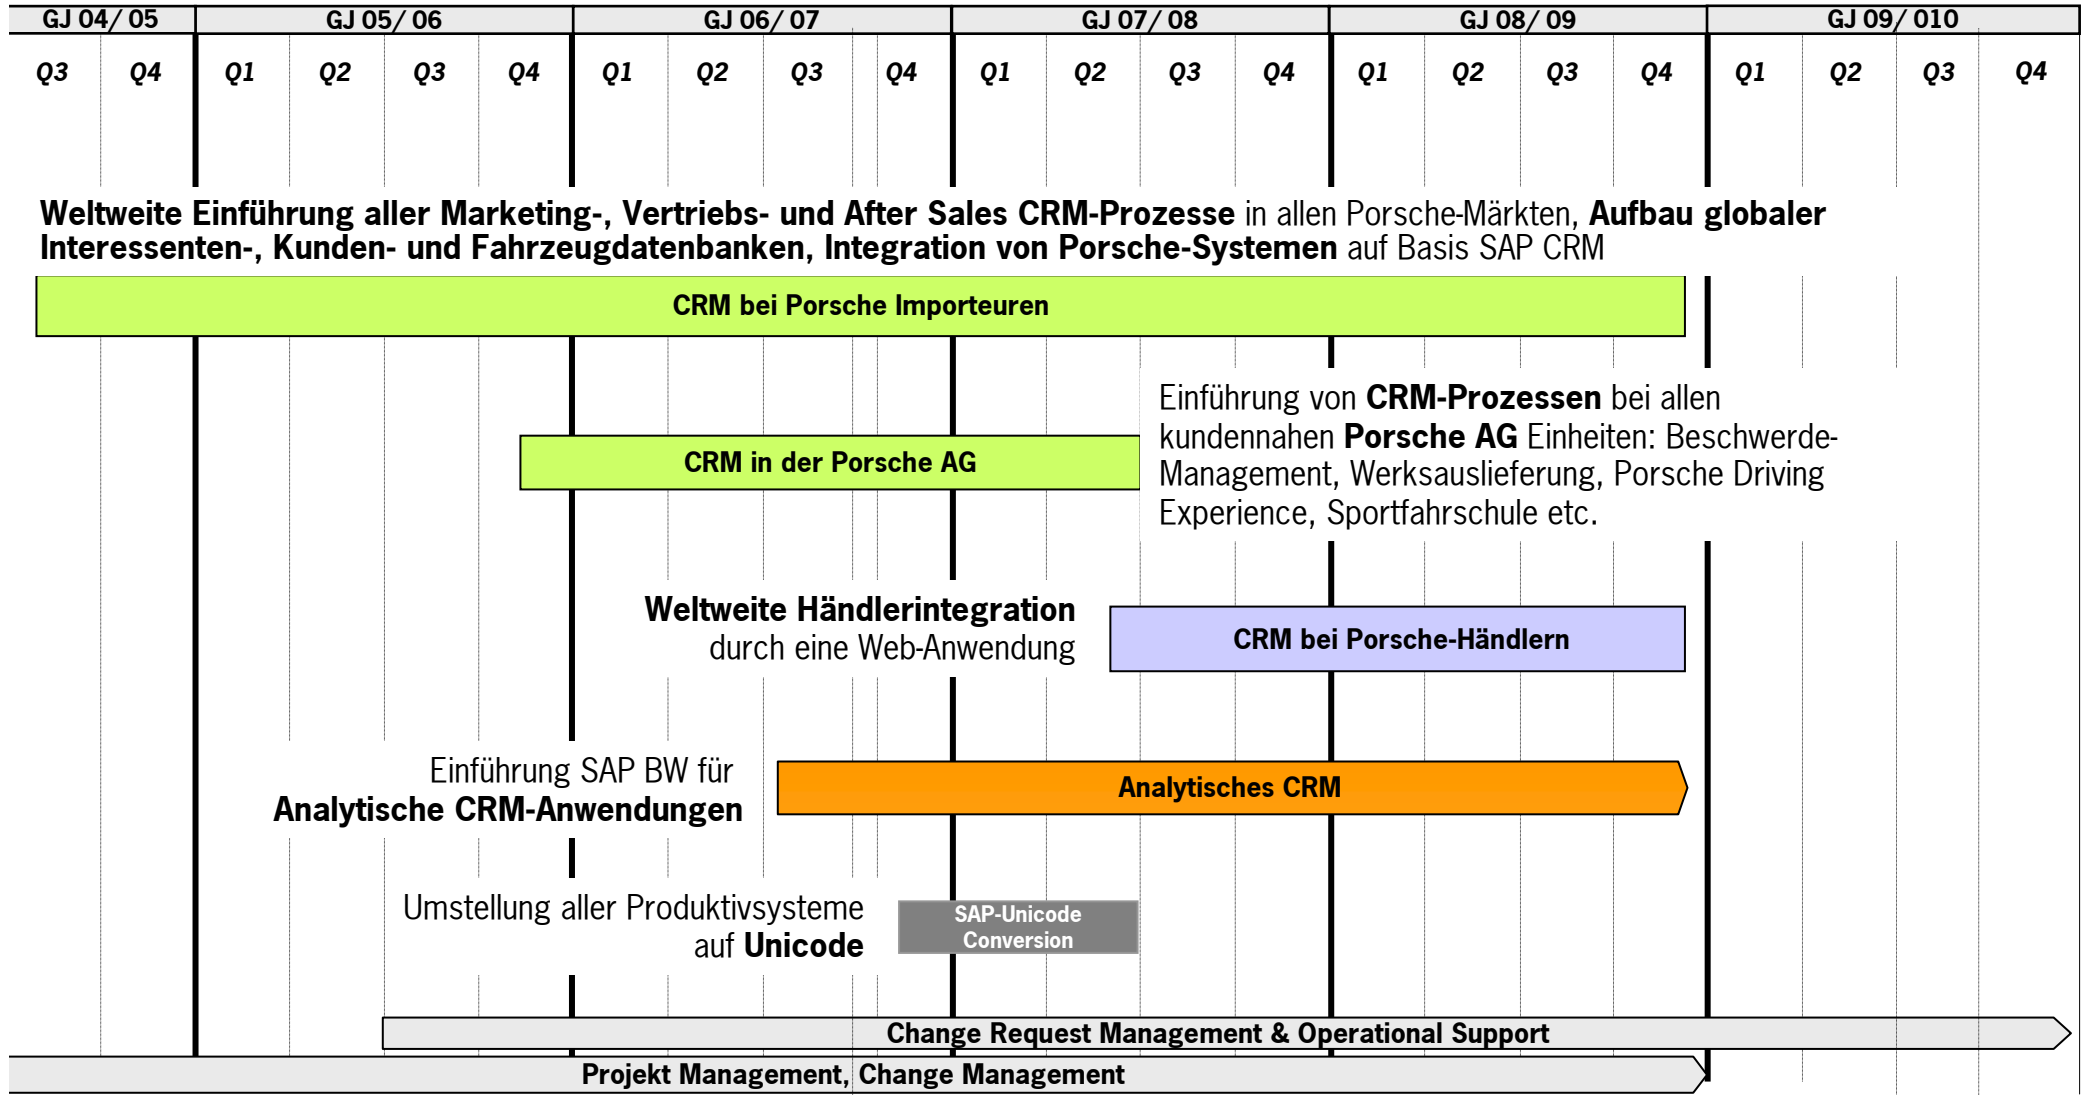 GJ 04/ 05 GJ 05/ 06 GJ 06/ 07 GJ 07/ 08 GJ 08/ 09 GJ 09/ 010
Q3 Q4 Q1 Q2 Q3 Q4 Q1 Q2 Q3 Q4 Q1 Q2 Q3 Q4 Q1 Q2 Q3 Q4 Q1 Q2 Q3 Q4
Weltweite Einführung aller Marketing-, Vertriebs- und After Sales CRM-Prozesse in allen Porsche-Märkten, Aufbau globaler
Interessenten-, Kunden- und Fahrzeugdatenbanken, Integration von Porsche-Systemen auf Basis SAP CRM
CRM bei Porsche Importeuren
CRM in der Porsche AG
Einführung von CRM-Prozessen bei allen
kundennahen Porsche AG Einheiten: Beschwerde-
Management, Werksauslieferung, Porsche Driving
Experience, Sportfahrschule etc.
Weltweite Händlerintegration
durch eine Web-Anwendung
CRM bei Porsche-Händlern
Einführung SAP BW für
Analytische CRM-Anwendungen
Analytisches CRM
Umstellung aller Produktivsysteme
auf Unicode
SAP-Unicode
Conversion
Change Request Management & Operational Support
Projekt Management, Change Management